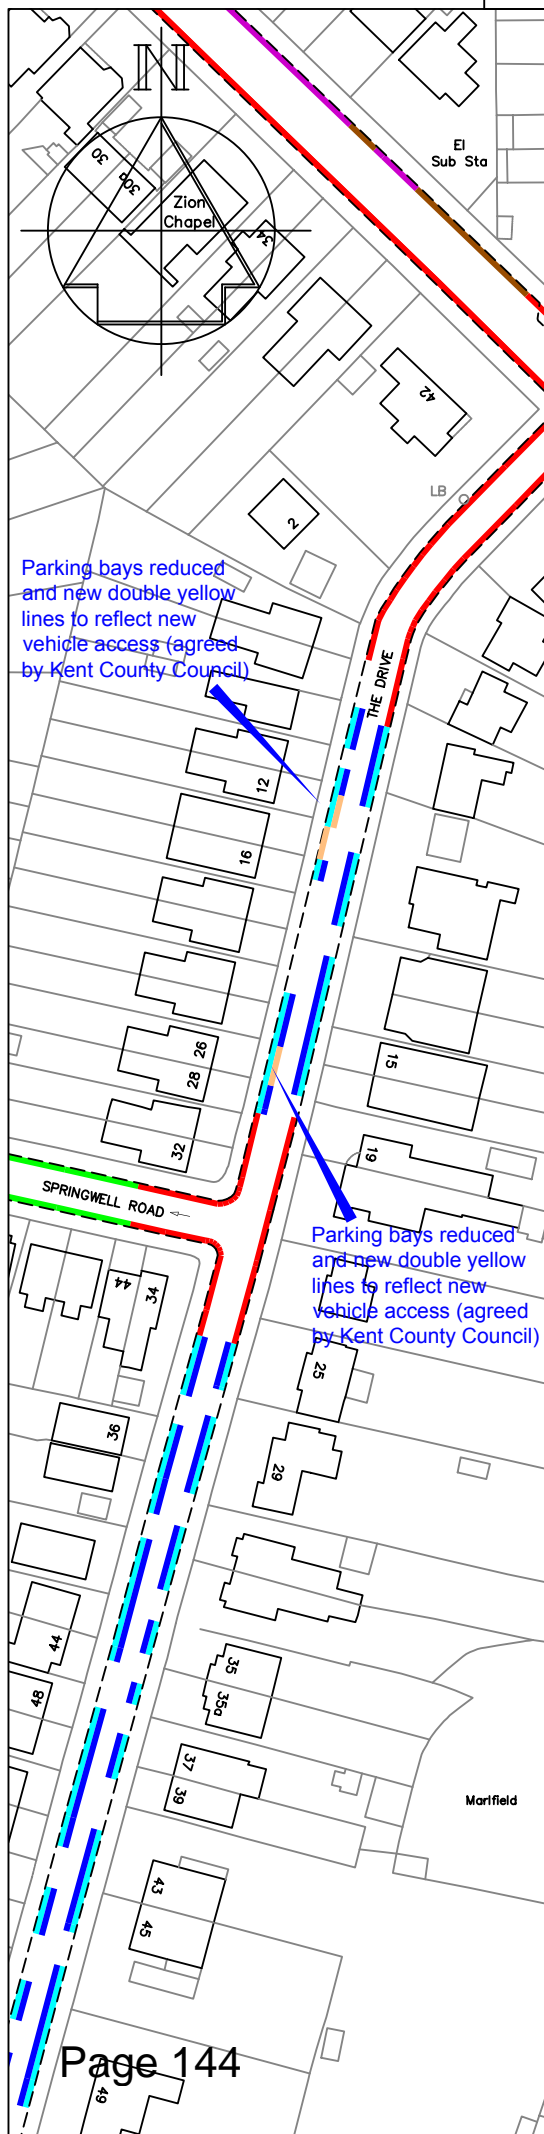 N
El
Sub Sta
30
30a
Zion
Chapel
34
42
LB
2
Parking bays reduced
and new double yellow
lines to reflect new
vehicle access (agreed
by Kent County Council)
THE DRIVE
12
16
26
28
15
32
19
SPRINGWELL ROAD
Parking bays reduced
and new double yellow
lines to reflect new
vehicle access (agreed
by Kent County Council)
44
34
25
36
29
44
35
35a
48
37
39
Marlfield
43
45
Page 144
49